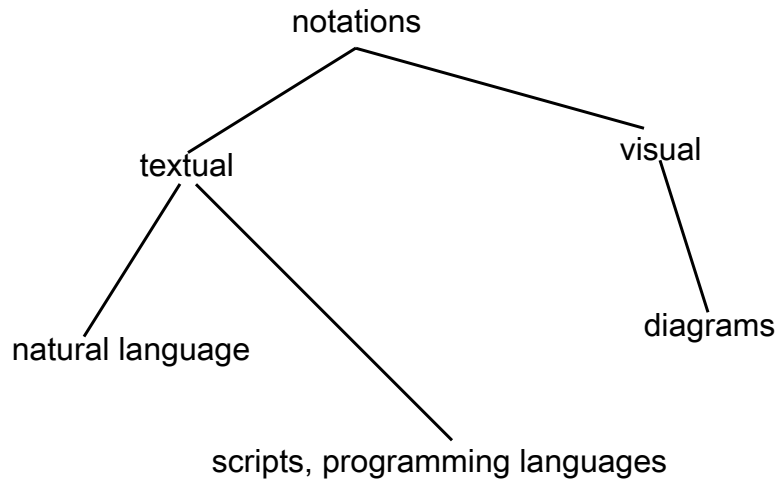 notations
textual
visual
natural language
diagrams
scripts, programming languages